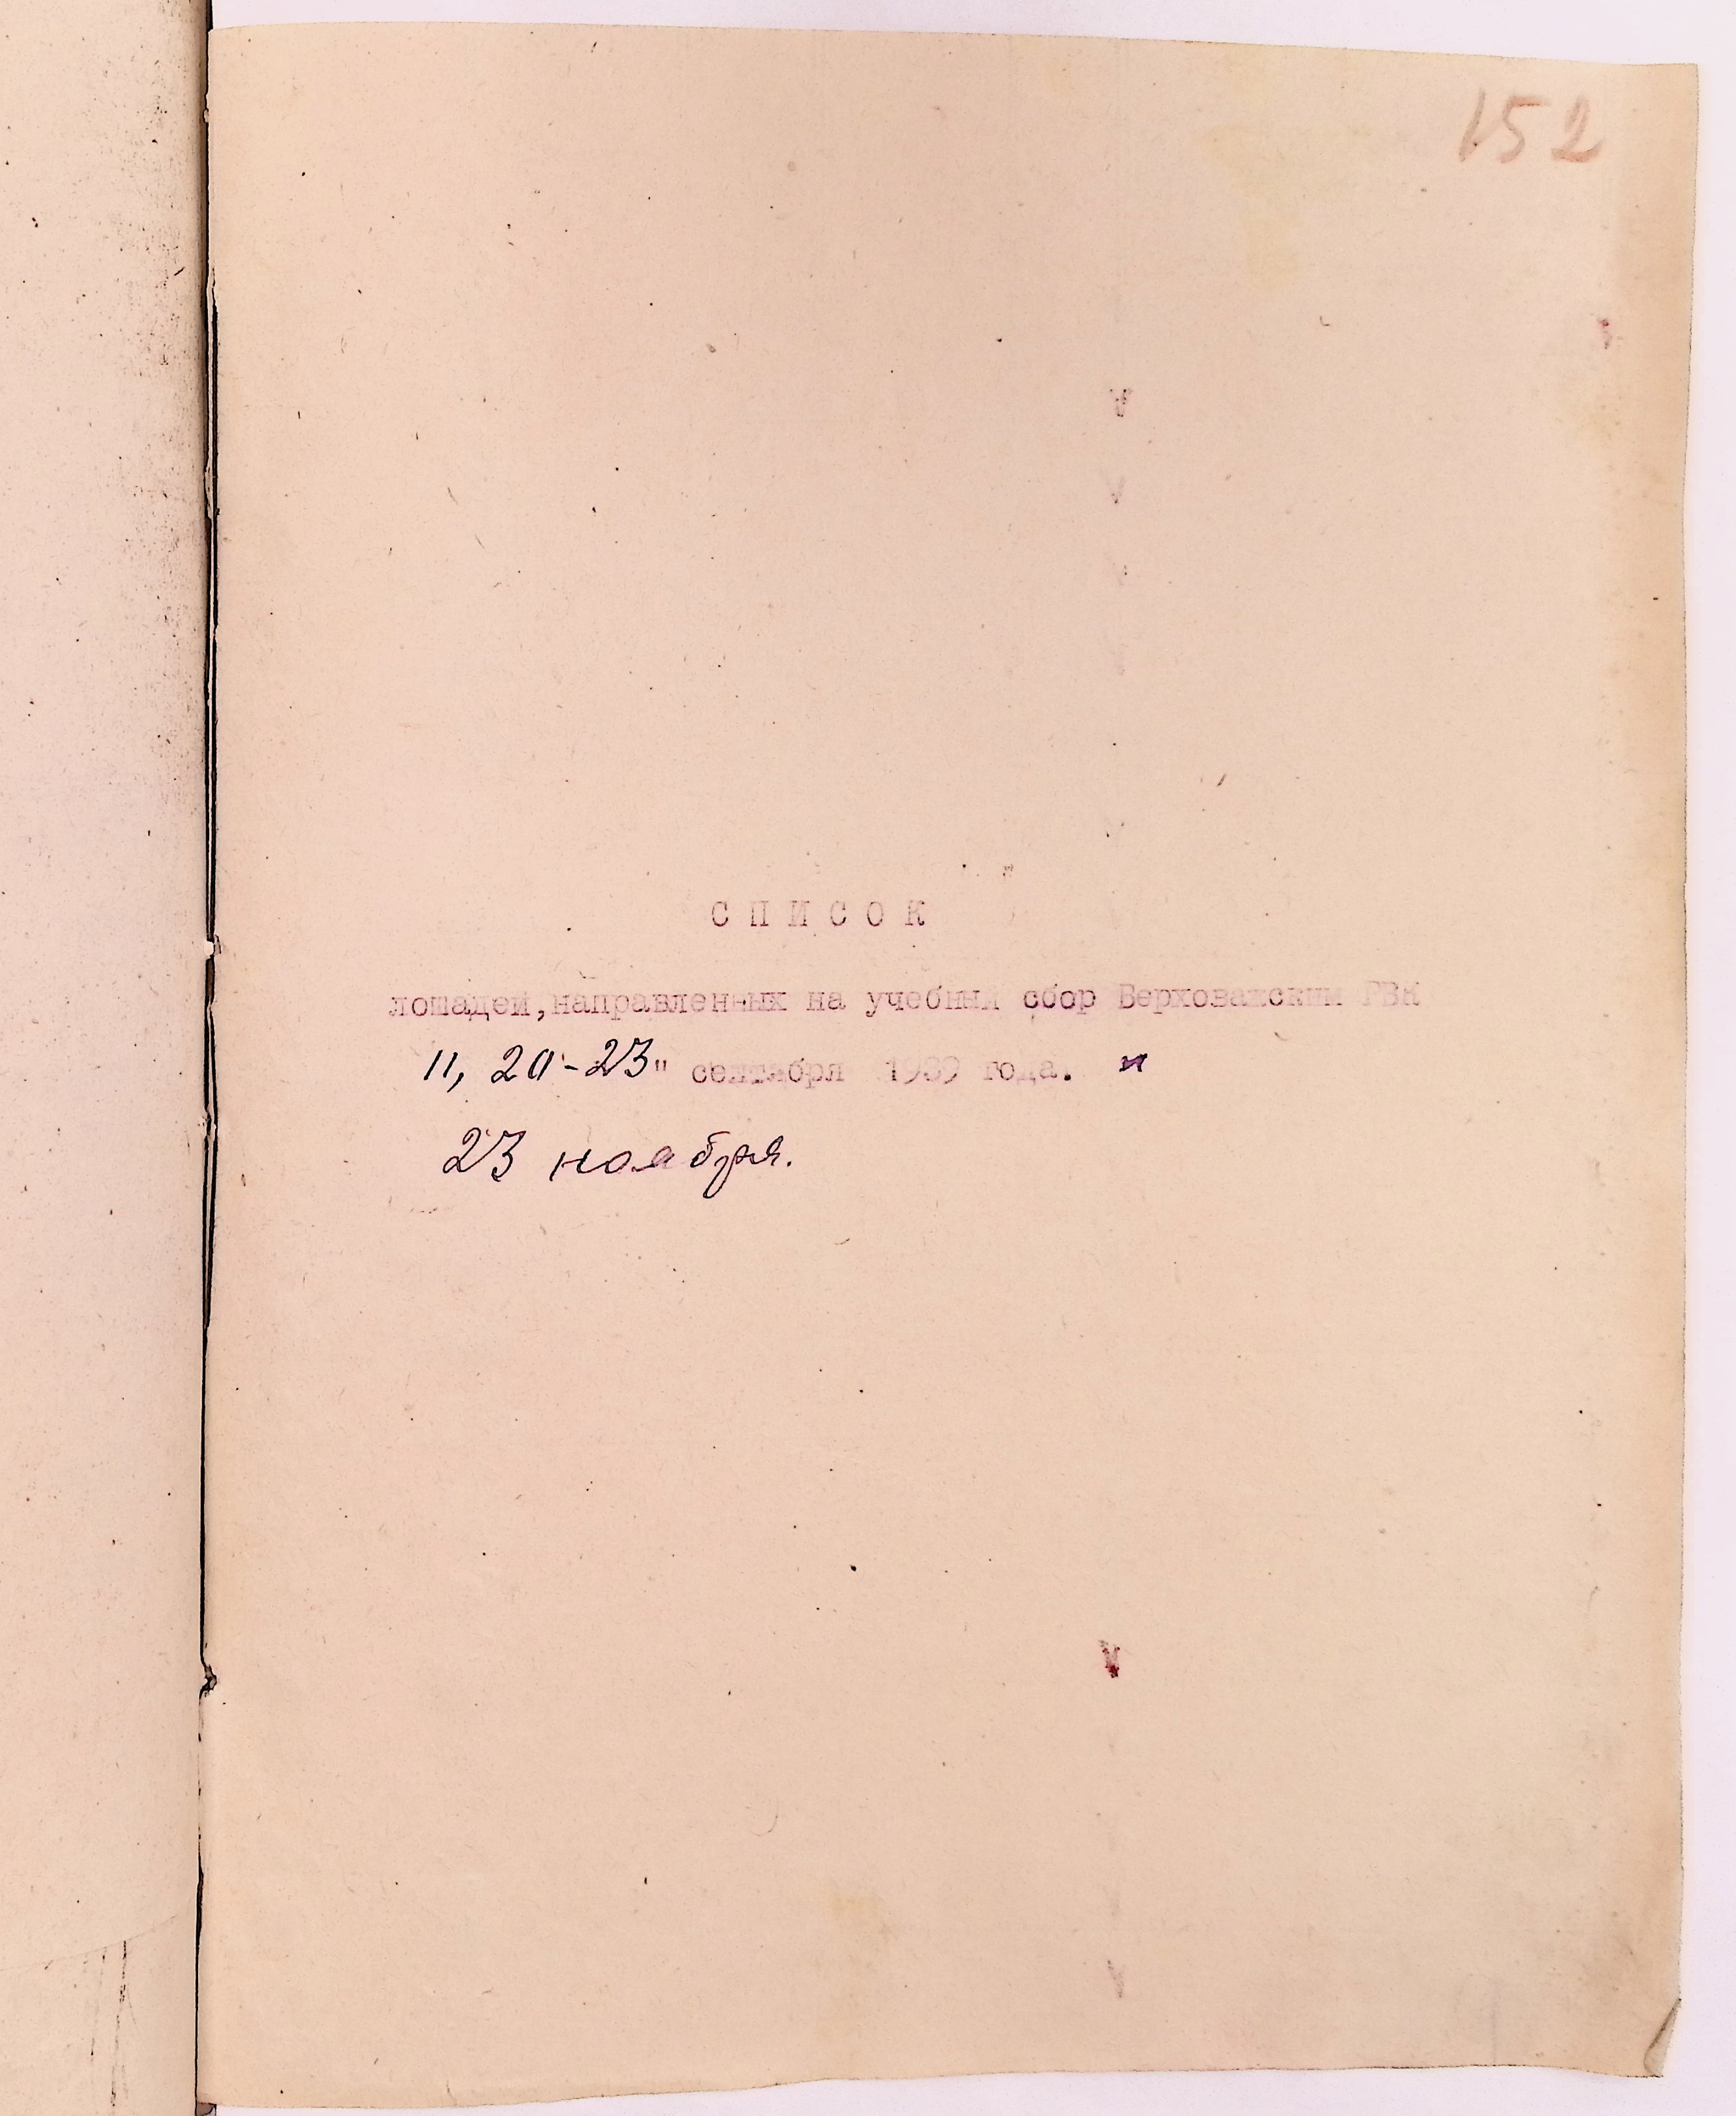 152
СПИСОК
лошадей,направленных на учебный сбор Верховажским РВК
11, 20-23" сентября 1939 года. и
23 ноября.